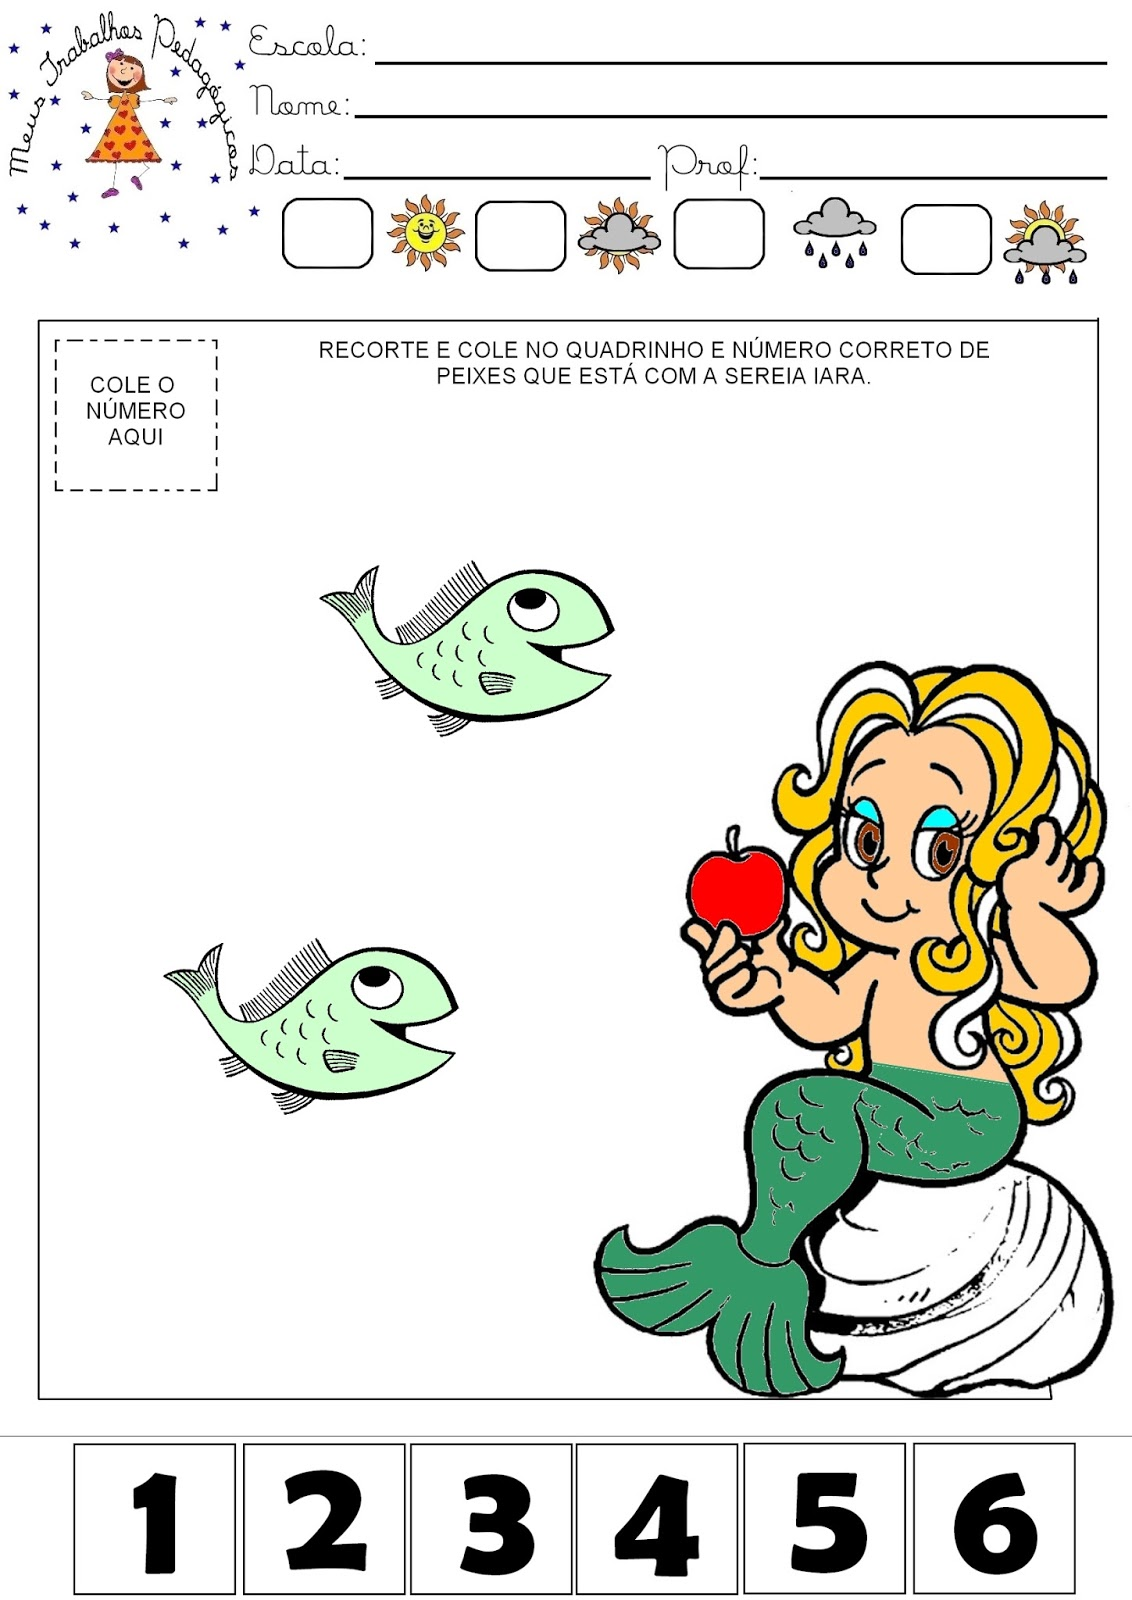 Meus Trabalhos Pedagógicos
Escola:
Nome:
Data: Prof:
RECORTE E COLE NO QUADRINHO E NÚMERO CORRETO DE
PEIXES QUE ESTÁ COM A SEREIA IARA.
COLE O
NÚMERO
AQUI
1 2 3 4 5 6